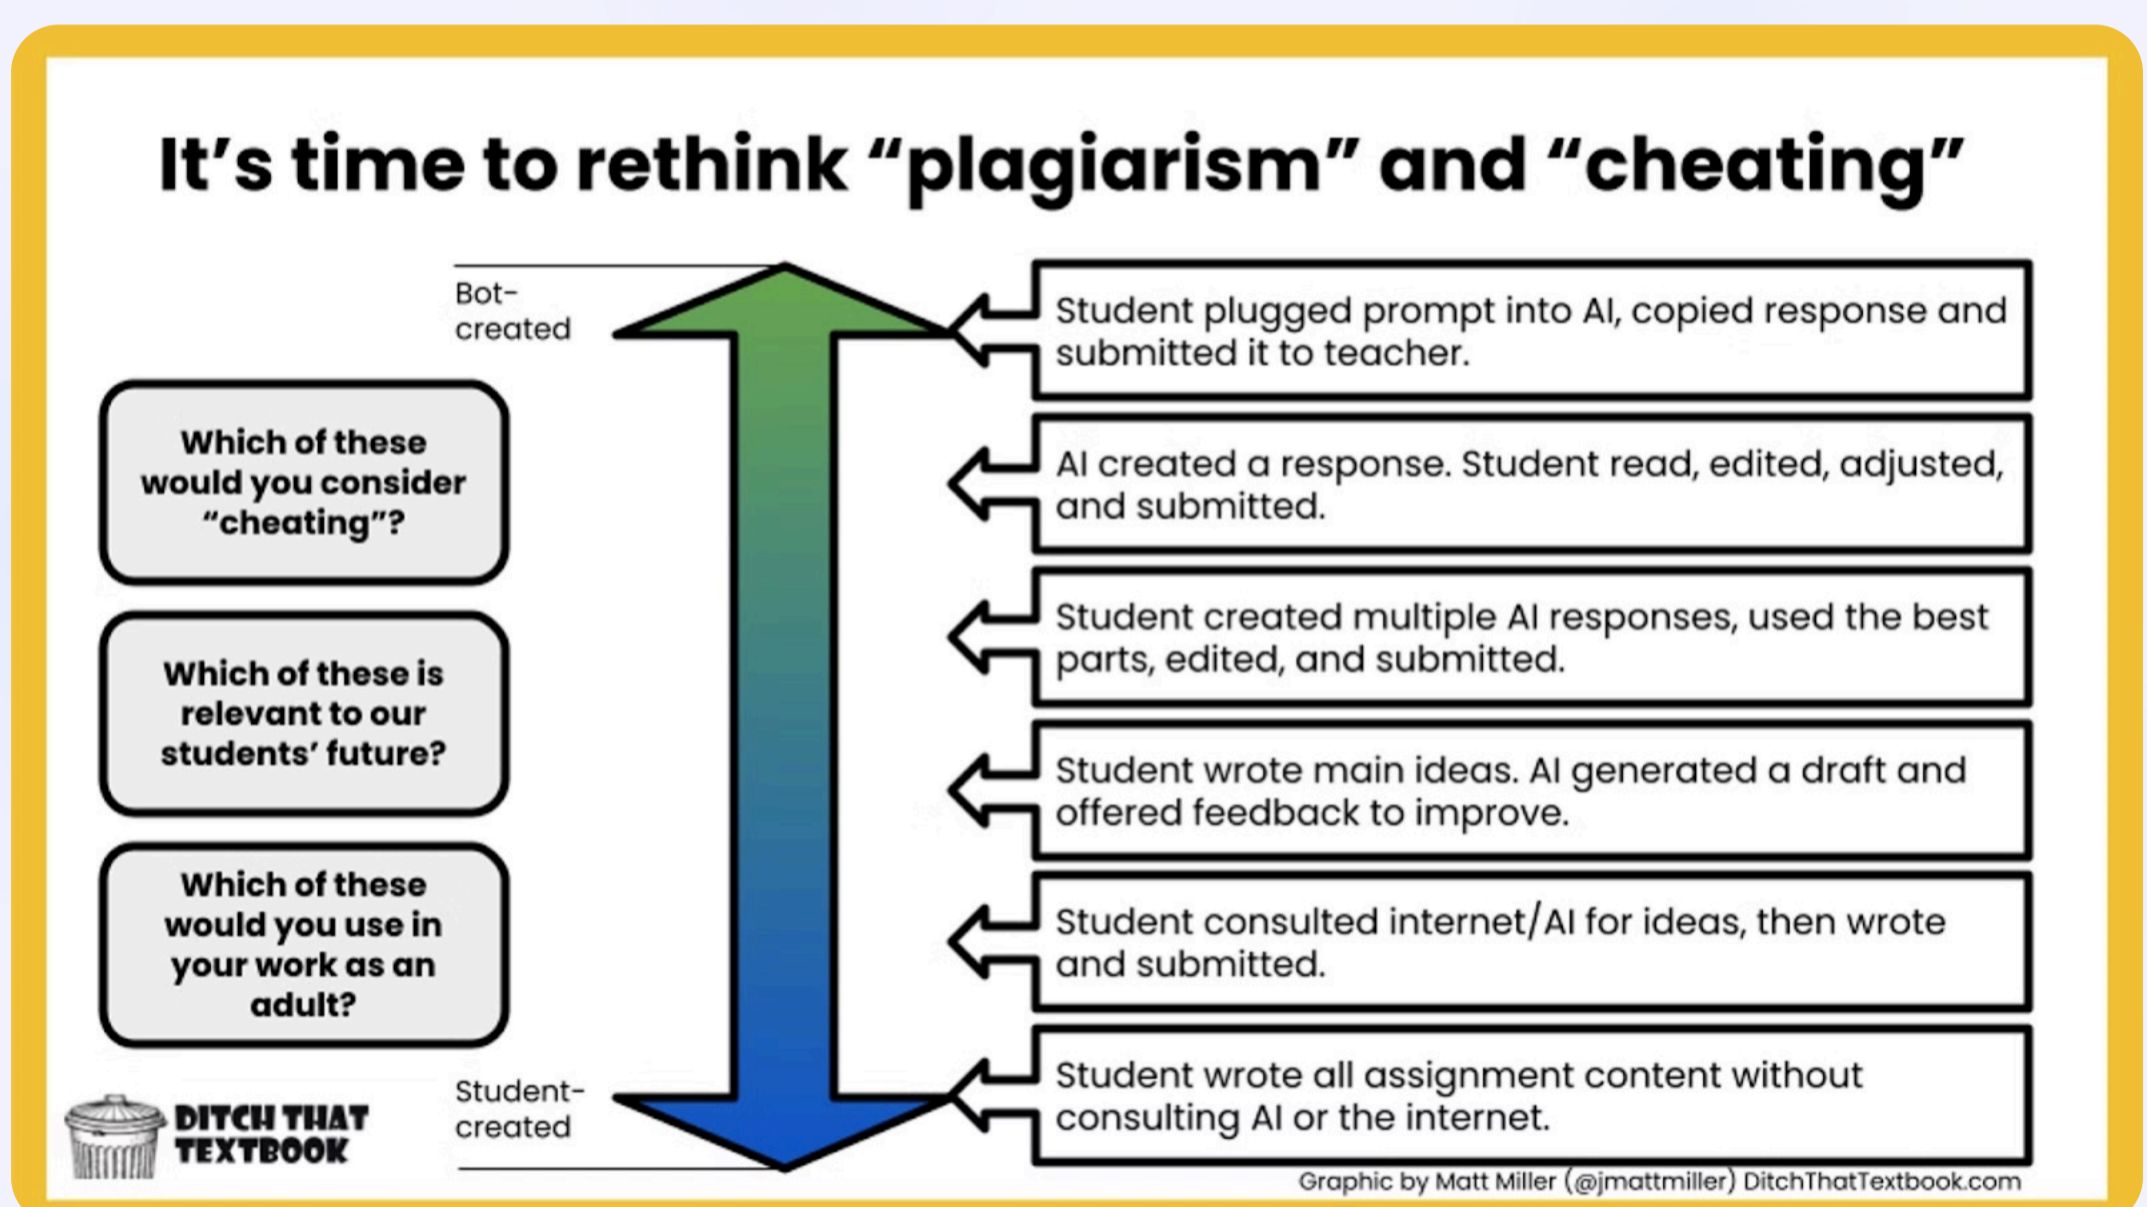 It’s time to rethink “plagiarism” and “cheating”
Bot-
created
Which of these
would you consider
“cheating”?
Which of these is
relevant to our
students’ future?
Which of these
would you use in
your work as an
adult?
Student-
created
Student plugged prompt into AI, copied response and
submitted it to teacher.
AI created a response. Student read, edited, adjusted,
and submitted.
Student created multiple AI responses, used the best
parts, edited, and submitted.
Student wrote main ideas. AI generated a draft and
offered feedback to improve.
Student consulted internet/AI for ideas, then wrote
and submitted.
Student wrote all assignment content without
consulting AI or the internet.
DITCH THAT
TEXTBOOK
Graphic by Matt Miller (@jmattmiller) DitchThatTextbook.com